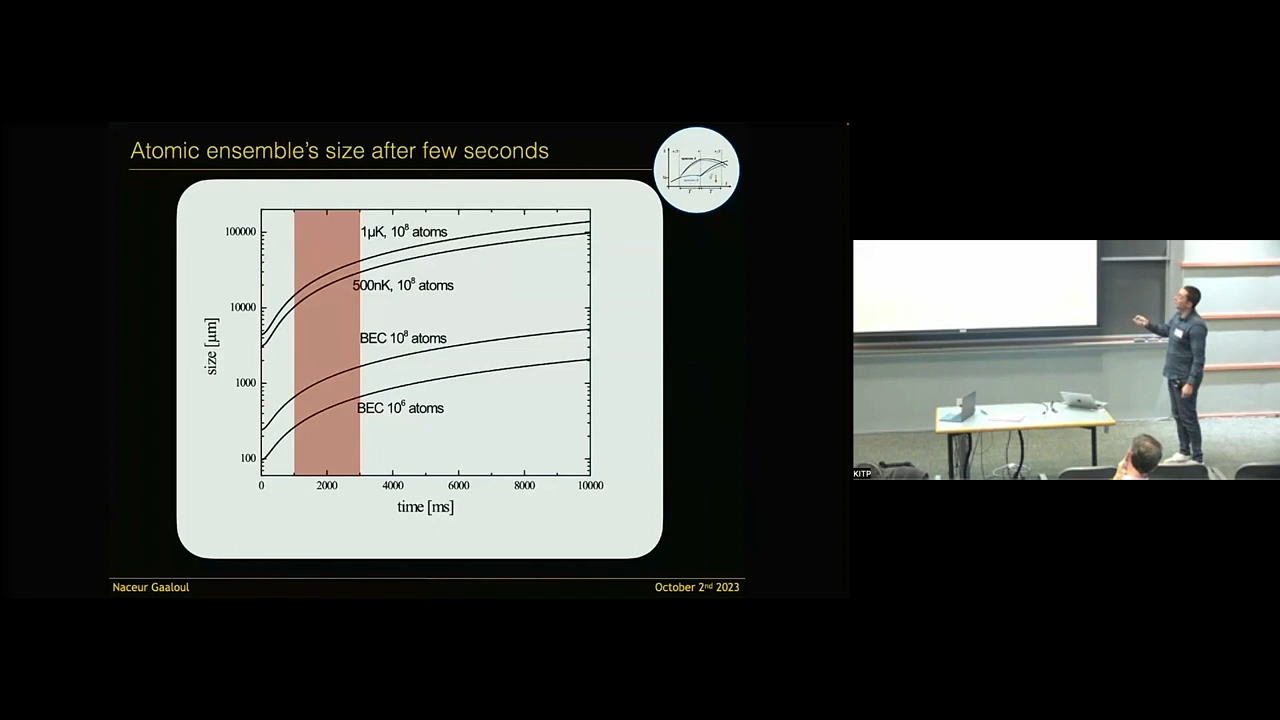 Atomic ensemble's size after few seconds
size [µm]
100000
10000
1000
100
1µK, 10⁸ atoms
500nK, 10⁸ atoms
BEC 10⁸ atoms
BEC 10⁶ atoms
0
2000
4000
6000
8000
10000
time [ms]
Naceur Gaaloul
October 2ⁿᵈ 2023
KITP